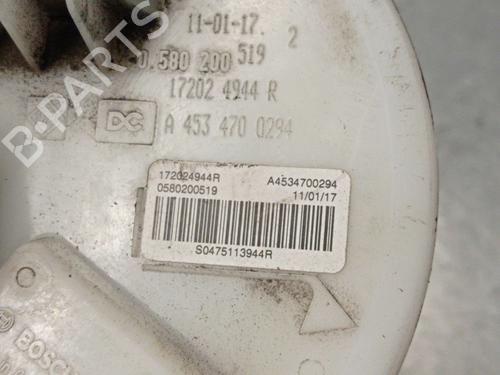 11-01-17. 2
0 580 200 519
17202 4944 R
DC A 453 470 0294
172024944R A4534700294
0580200519 11/01/17
S0475113944R
BOSCH
B-PARTS